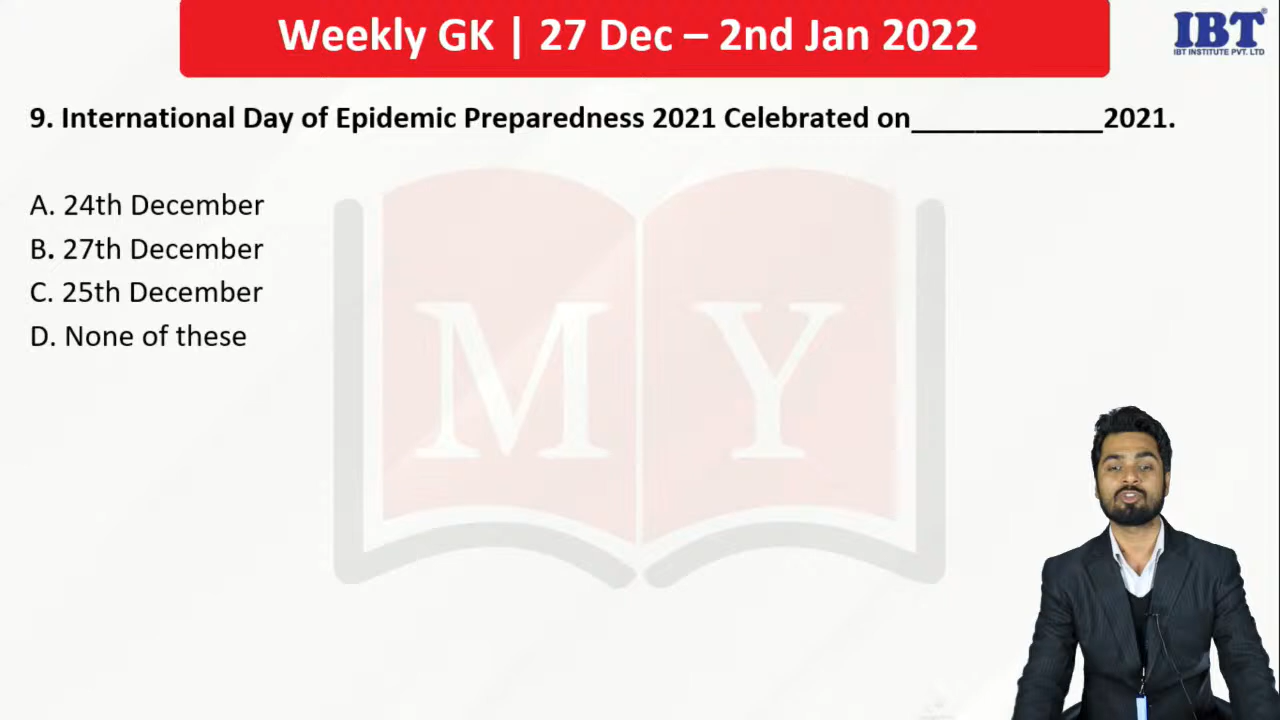 Weekly GK | 27 Dec – 2nd Jan 2022
IBT
IBT INSTITUTE PVT. LTD
9. International Day of Epidemic Preparedness 2021 Celebrated on____________2021.
A. 24th December
B. 27th December
C. 25th December
D. None of these
M Y